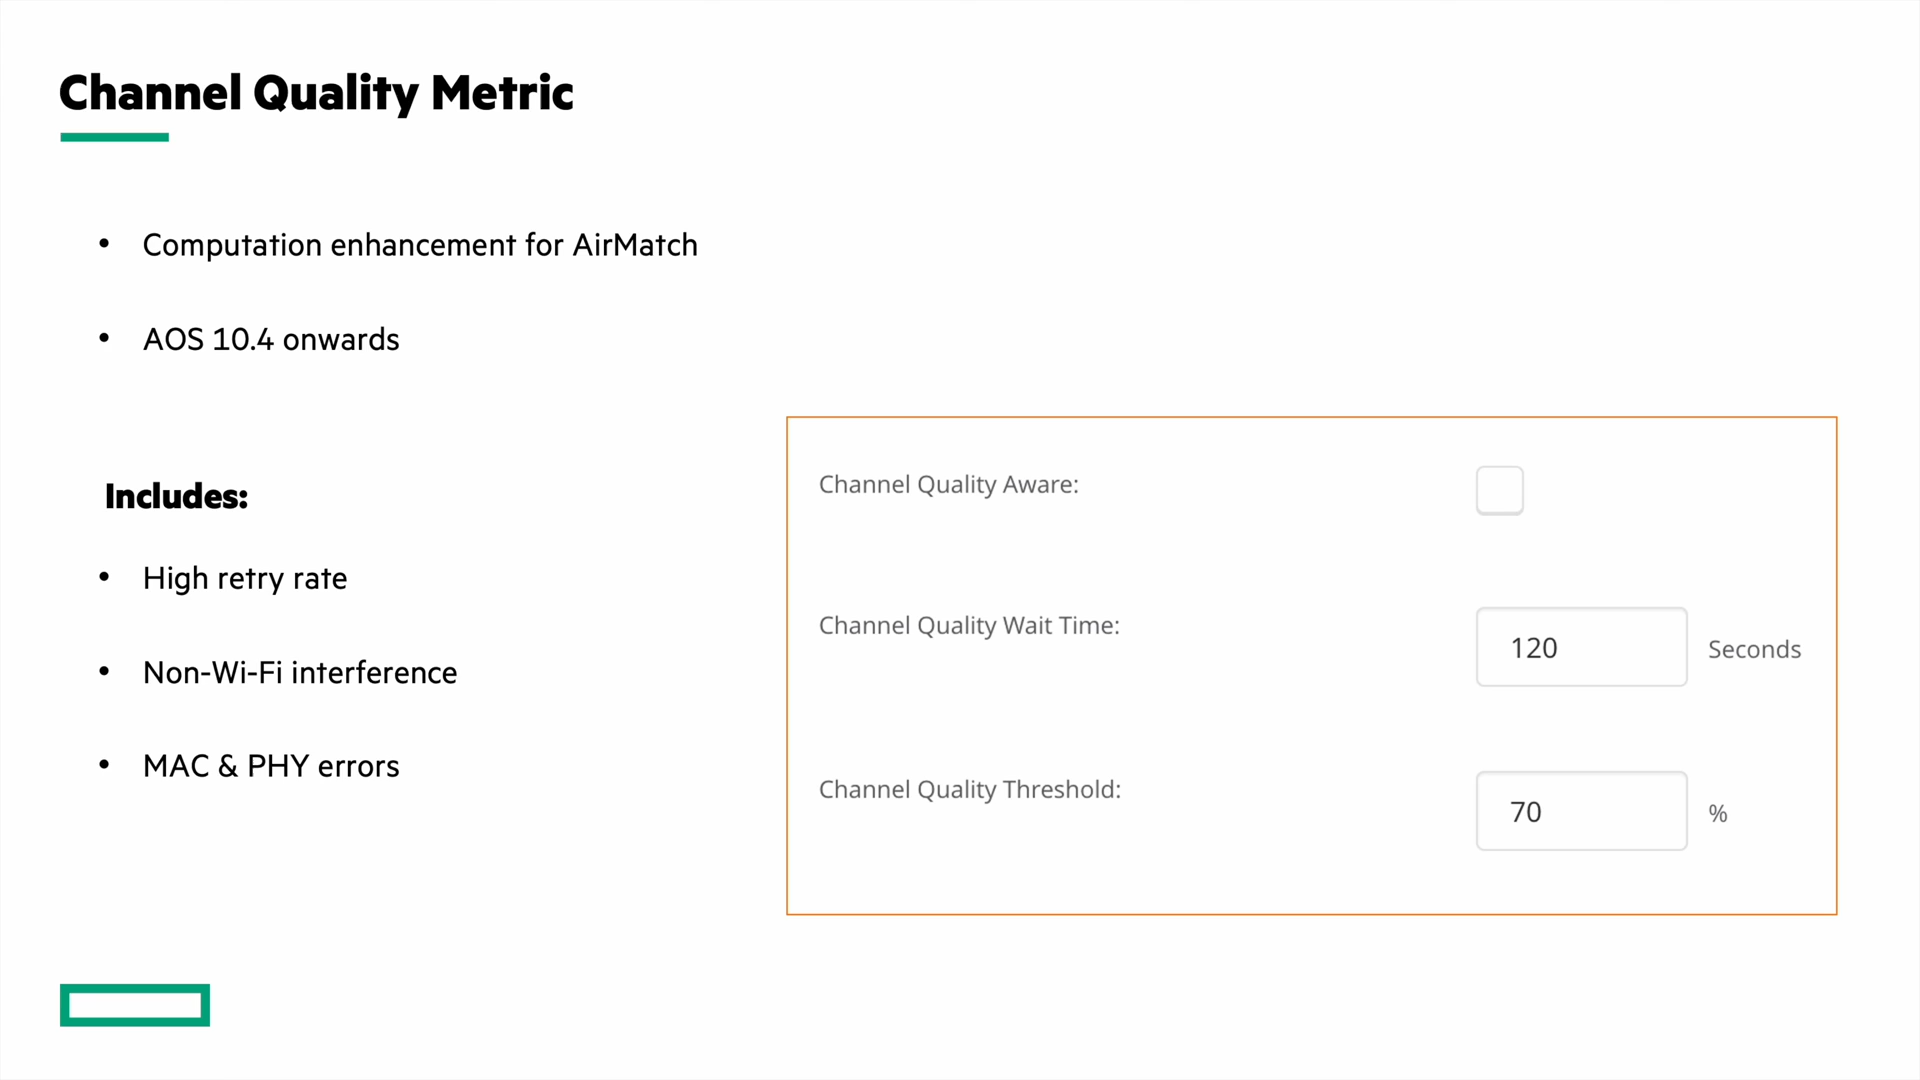 Channel Quality Metric
• Computation enhancement for AirMatch
• AOS 10.4 onwards
Includes:
• High retry rate
• Non-Wi-Fi interference
• MAC & PHY errors
Channel Quality Aware:
Channel Quality Wait Time: 120 Seconds
Channel Quality Threshold: 70 %